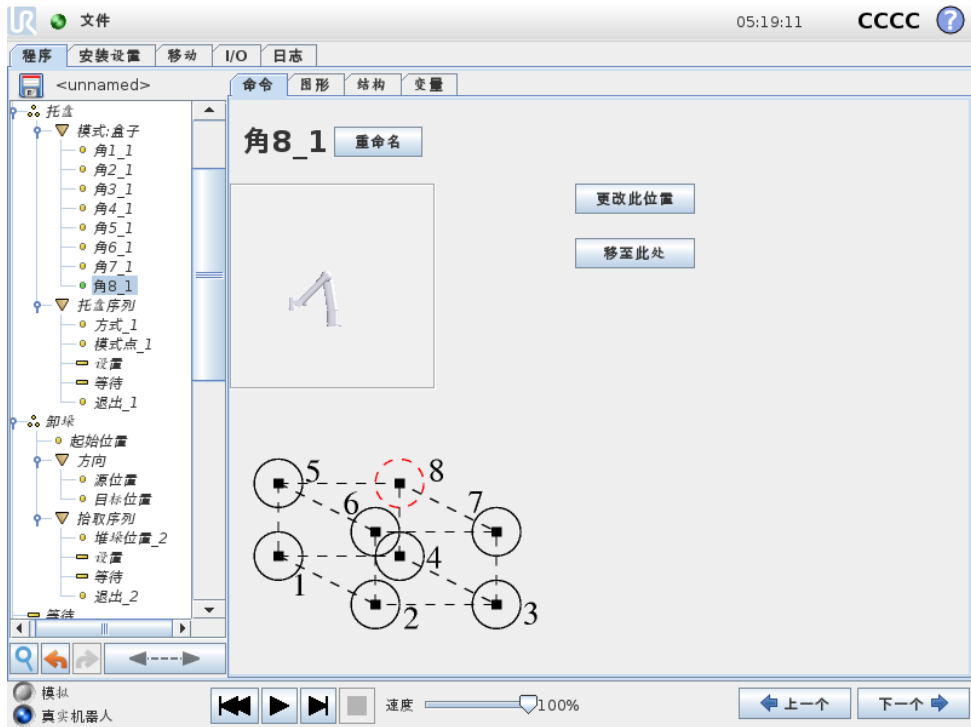 UR 文件 05:19:11 CCCC ?
程序 安装设置 移动 I/O 日志
<unnamed> 命令 图形 结构 变量
托盒
模式:盒子
角1_1
角2_1
角3_1
角4_1
角5_1
角6_1
角7_1
角8_1
托盒序列
方式_1
模式点_1
设置
等待
退出_1
卸垛
起始位置
方向
源位置
目标位置
拾取序列
堆垛位置_2
设置
等待
退出_2
等待
角8_1 重命名
更改此位置
移至此处
5 8
6 7
1 4
2 3
模拟
真实机器人
速度 100%
上一个 下一个